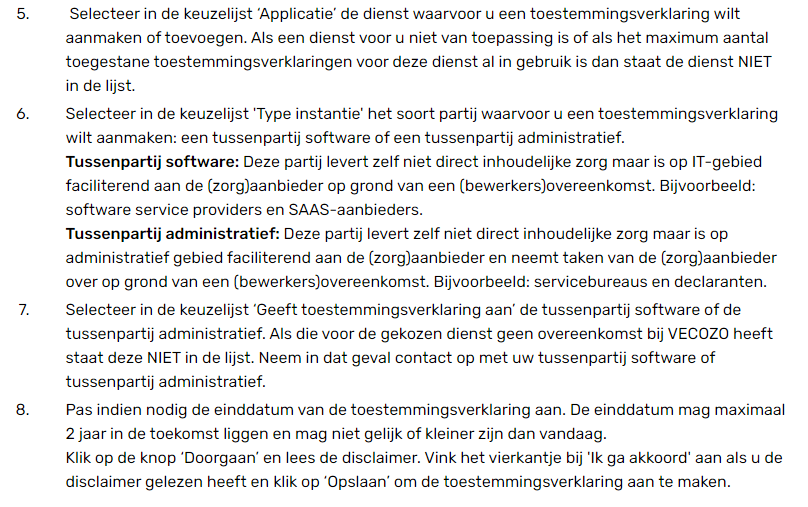 5. Selecteer in de keuzelijst ‘Applicatie’ de dienst waarvoor u een toestemmingsverklaring wilt
aanmaken of toevoegen. Als een dienst voor u niet van toepassing is of als het maximum aantal
toegestane toestemmingsverklaringen voor deze dienst al in gebruik is dan staat de dienst NIET
in de lijst.
6. Selecteer in de keuzelijst 'Type instantie' het soort partij waarvoor u een toestemmingsverklaring
wilt aanmaken: een tussenpartij software of een tussenpartij administratief.
Tussenpartij software: Deze partij levert zelf niet direct inhoudelijke zorg maar is op IT-gebied
faciliterend aan de (zorg)aanbieder op grond van een (bewerkers)overeenkomst. Bijvoorbeeld:
software service providers en SAAS-aanbieders.
Tussenpartij administratief: Deze partij levert zelf niet direct inhoudelijke zorg maar is op
administratief gebied faciliterend aan de (zorg)aanbieder en neemt taken van de (zorg)aanbieder
over op grond van een (bewerkers)overeenkomst. Bijvoorbeeld: servicebureaus en declaranten.
7. Selecteer in de keuzelijst ‘Geeft toestemmingsverklaring aan’ de tussenpartij software of de
tussenpartij administratief. Als die voor de gekozen dienst geen overeenkomst bij VECOZO heeft
staat deze NIET in de lijst. Neem in dat geval contact op met uw tussenpartij software of
tussenpartij administratief.
8. Pas indien nodig de einddatum van de toestemmingsverklaring aan. De einddatum mag maximaal
2 jaar in de toekomst liggen en mag niet gelijk of kleiner zijn dan vandaag.
Klik op de knop ‘Doorgaan’ en lees de disclaimer. Vink het vierkantje bij 'Ik ga akkoord' aan als u de
disclaimer gelezen heeft en klik op ‘Opslaan’ om de toestemmingsverklaring aan te maken.